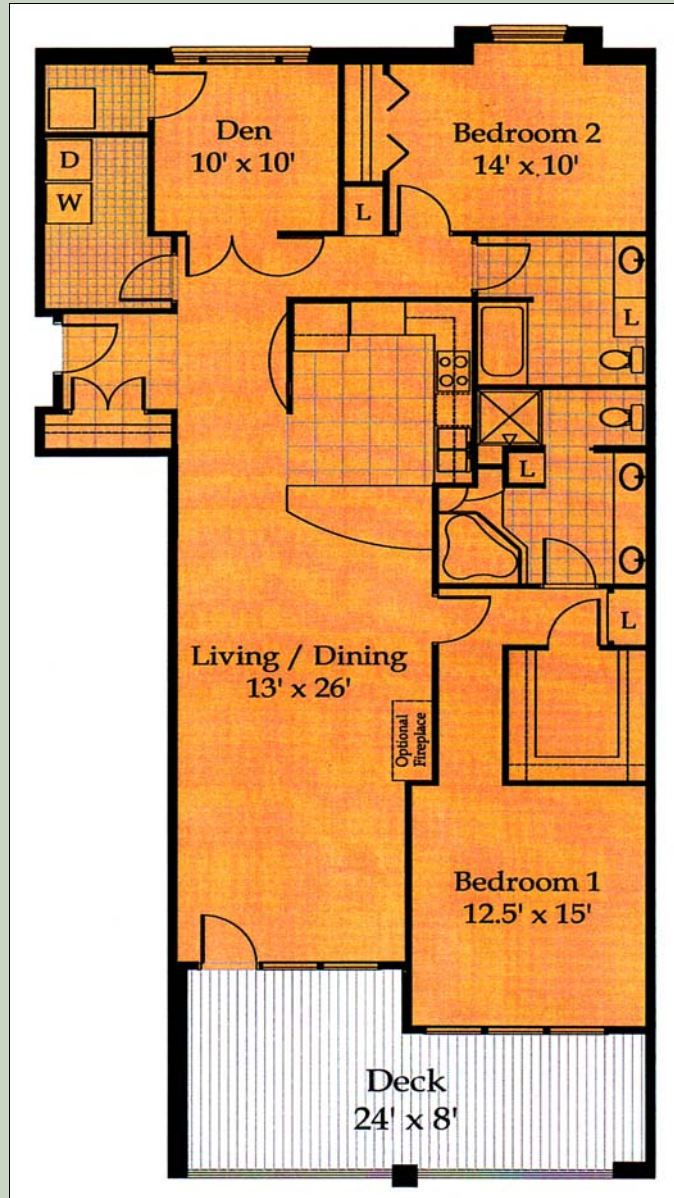 Den
10' x 10'
Bedroom 2
14' x 10'
D
W
L
L
L
L
Living / Dining
13' x 26'
Optional
Fireplace
Bedroom 1
12.5' x 15'
Deck
24' x 8'